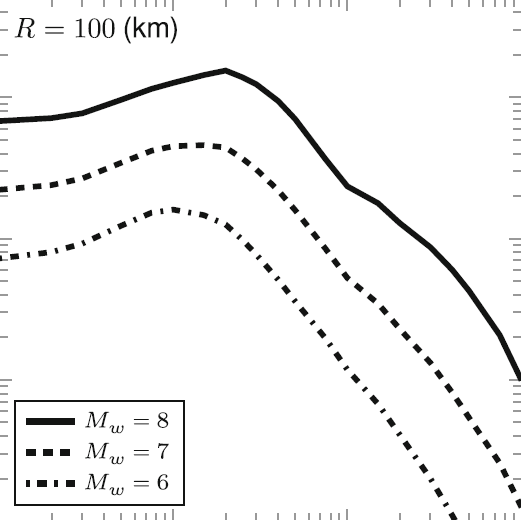 R = 100 (km)
M_w = 8
M_w = 7
M_w = 6